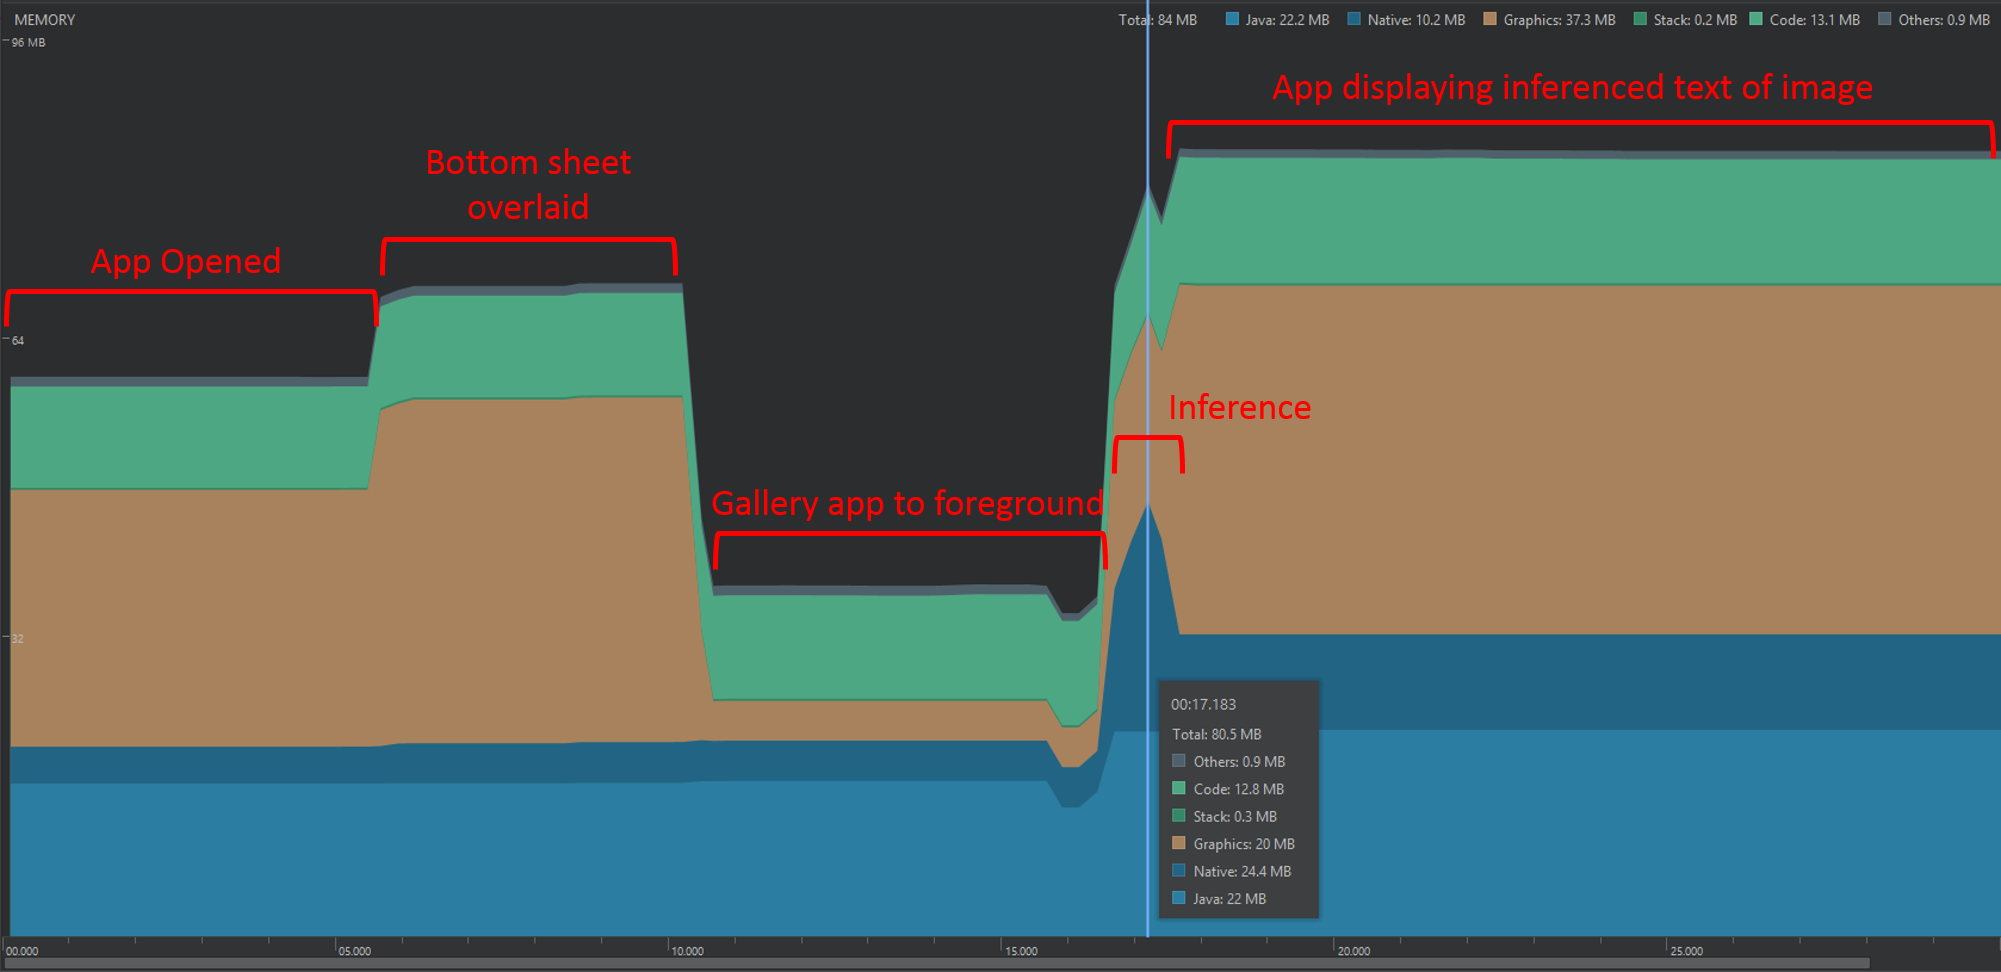 MEMORY
Total: 84 MB Java: 22.2 MB Native: 10.2 MB Graphics: 37.3 MB Stack: 0.2 MB Code: 13.1 MB Others: 0.9 MB
96 MB
App displaying inferenced text of image
Bottom sheet
overlaid
App Opened
64
Inference
Gallery app to foreground
32
00:17.183
Total: 80.5 MB
Others: 0.9 MB
Code: 12.8 MB
Stack: 0.3 MB
Graphics: 20 MB
Native: 24.4 MB
Java: 22 MB
00.000 05.000 10.000 15.000 20.000 25.000